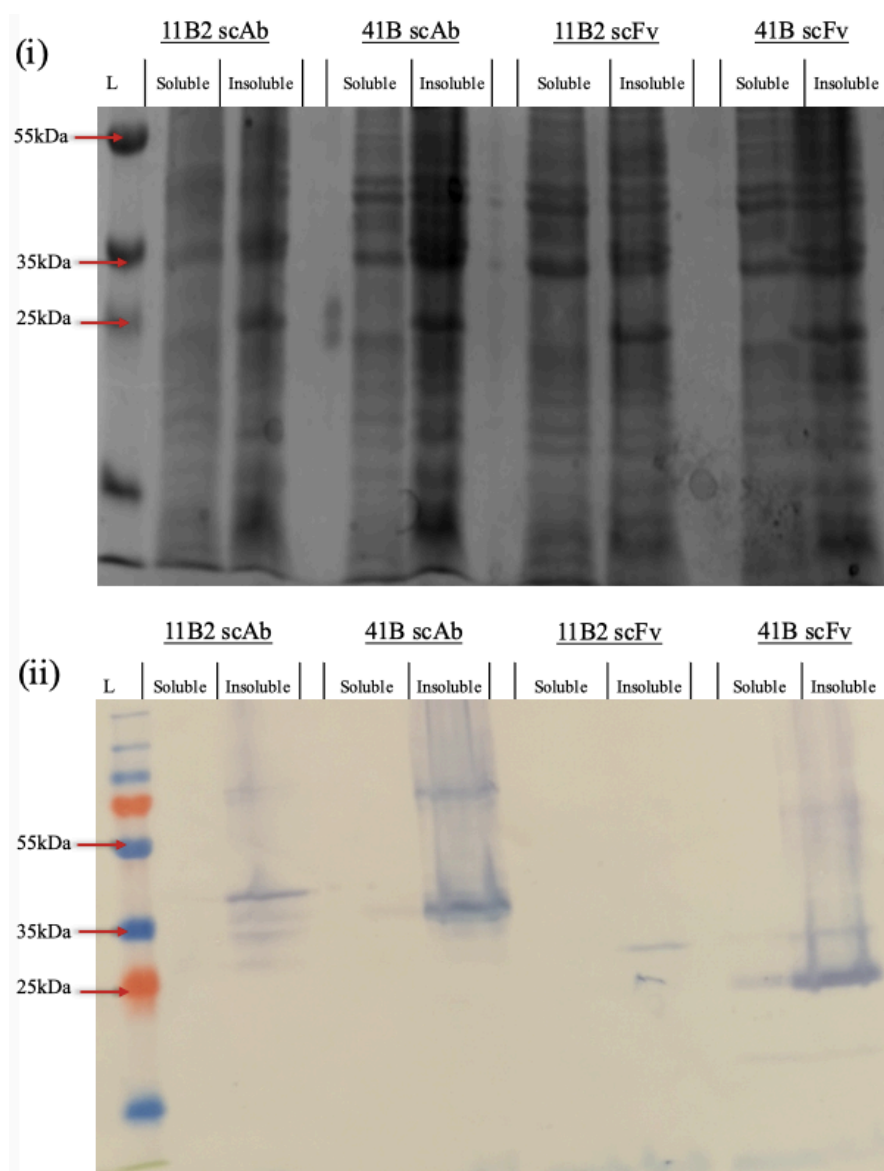 11B2 scAb 41B scAb 11B2 scFv 41B scFv
(i)
L Soluble Insoluble Soluble Insoluble Soluble Insoluble Soluble Insoluble
55kDa
35kDa
25kDa
11B2 scAb 41B scAb 11B2 scFv 41B scFv
(ii)
L Soluble Insoluble Soluble Insoluble Soluble Insoluble Soluble Insoluble
55kDa
35kDa
25kDa